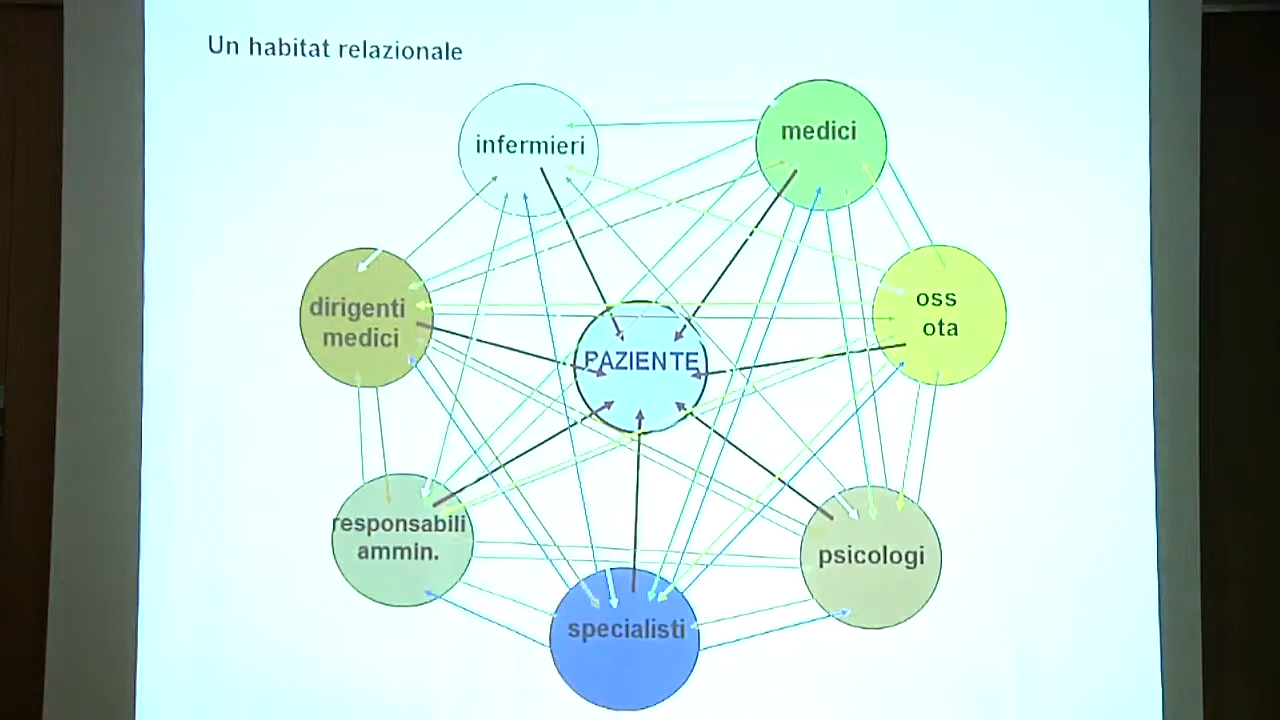 Un habitat relazionale
infermieri
medici
dirigenti
medici
oss
ota
PAZIENTE
responsabili
ammin.
psicologi
specialisti